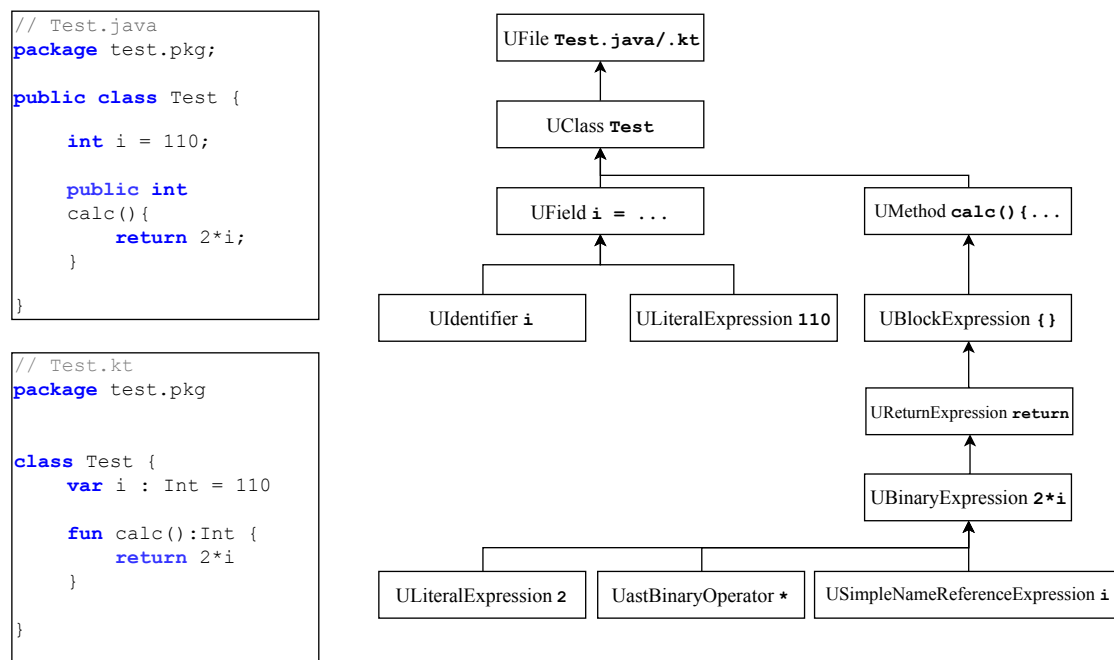 // Test.java
package test.pkg;
public class Test {
int i = 110;
public int
calc(){
return 2*i;
}
}
// Test.kt
package test.pkg
class Test {
var i : Int = 110
fun calc():Int {
return 2*i
}
}
UFile Test.java/.kt
UClass Test
UField i = ...
UMethod calc(){...
UIdentifier i
ULiteralExpression 110
UBlockExpression {}
UReturnExpression return
UBinaryExpression 2*i
ULiteralExpression 2
UastBinaryOperator *
USimpleNameReferenceExpression i